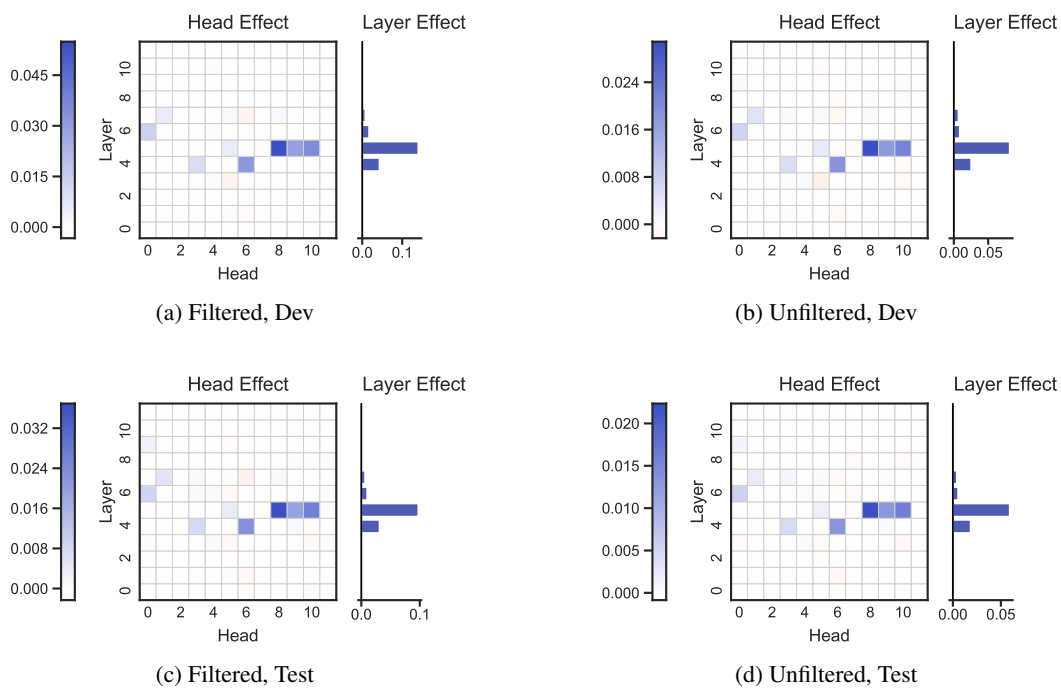 Head Effect
Layer Effect
0.045
0.030
0.015
0.000
Layer
10
8
6
4
2
0
0 2 4 6 8 10
Head
0.0 0.1
(a) Filtered, Dev
Head Effect
Layer Effect
0.024
0.016
0.008
0.000
Layer
10
8
6
4
2
0
0 2 4 6 8 10
Head
0.00 0.05
(b) Unfiltered, Dev
Head Effect
Layer Effect
0.032
0.024
0.016
0.008
0.000
Layer
10
8
6
4
2
0
0 2 4 6 8 10
Head
0.0 0.1
(c) Filtered, Test
Head Effect
Layer Effect
0.020
0.015
0.010
0.005
0.000
Layer
10
8
6
4
2
0
0 2 4 6 8 10
Head
0.00 0.05
(d) Unfiltered, Test